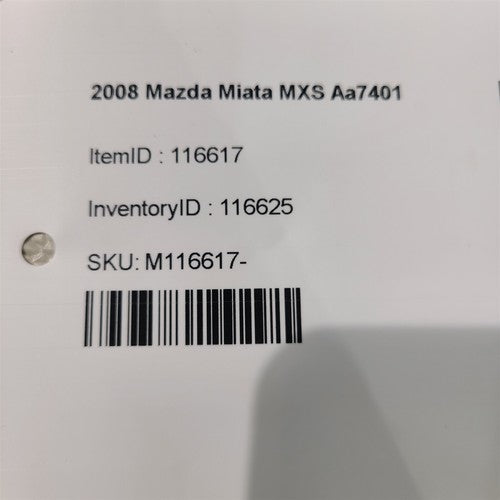 2008 Mazda Miata MXS Aa7401
ItemID : 116617
InventoryID : 116625
SKU: M116617-